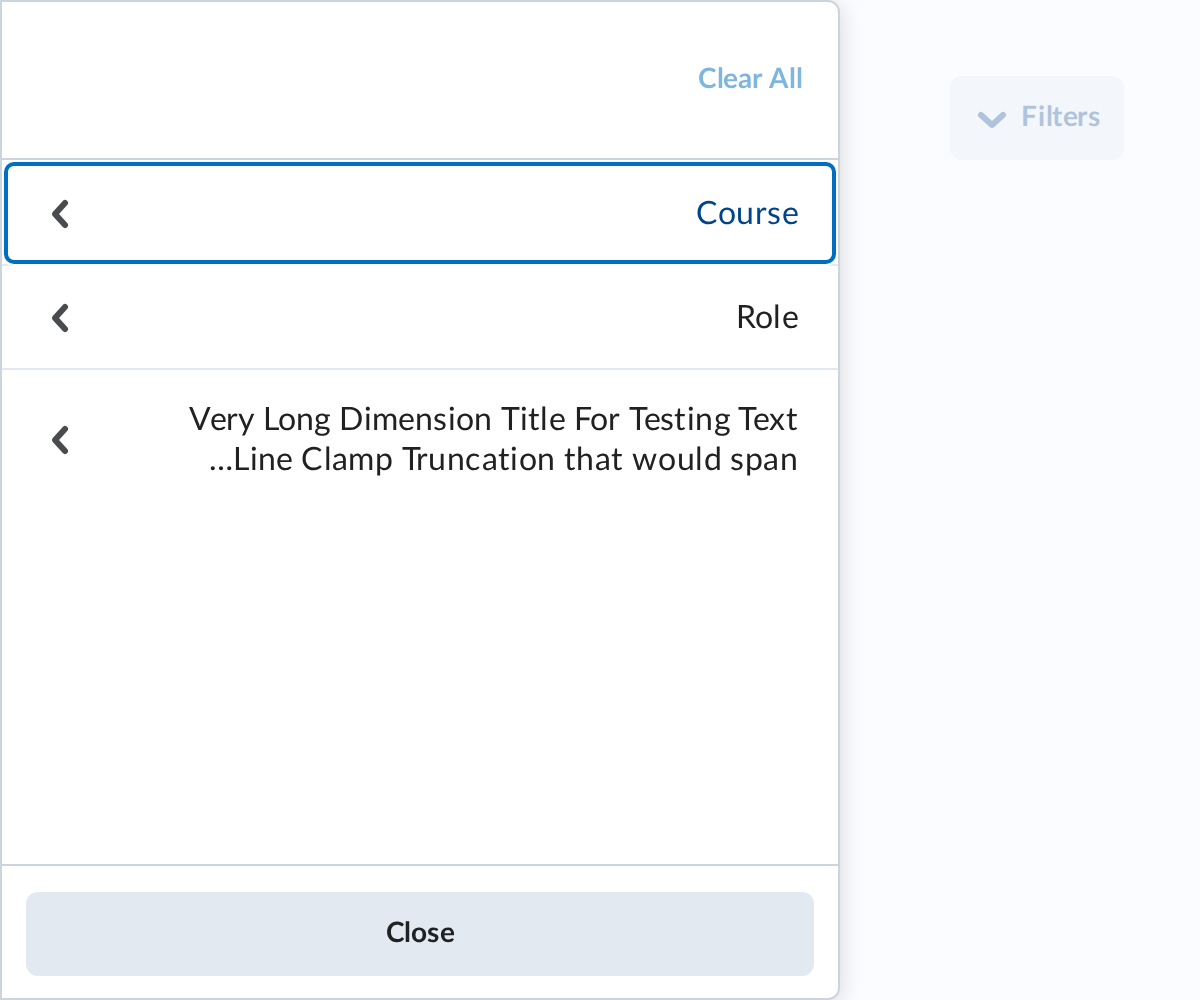 Clear All
Filters
Course
Role
Very Long Dimension Title For Testing Text
...Line Clamp Truncation that would span
Close